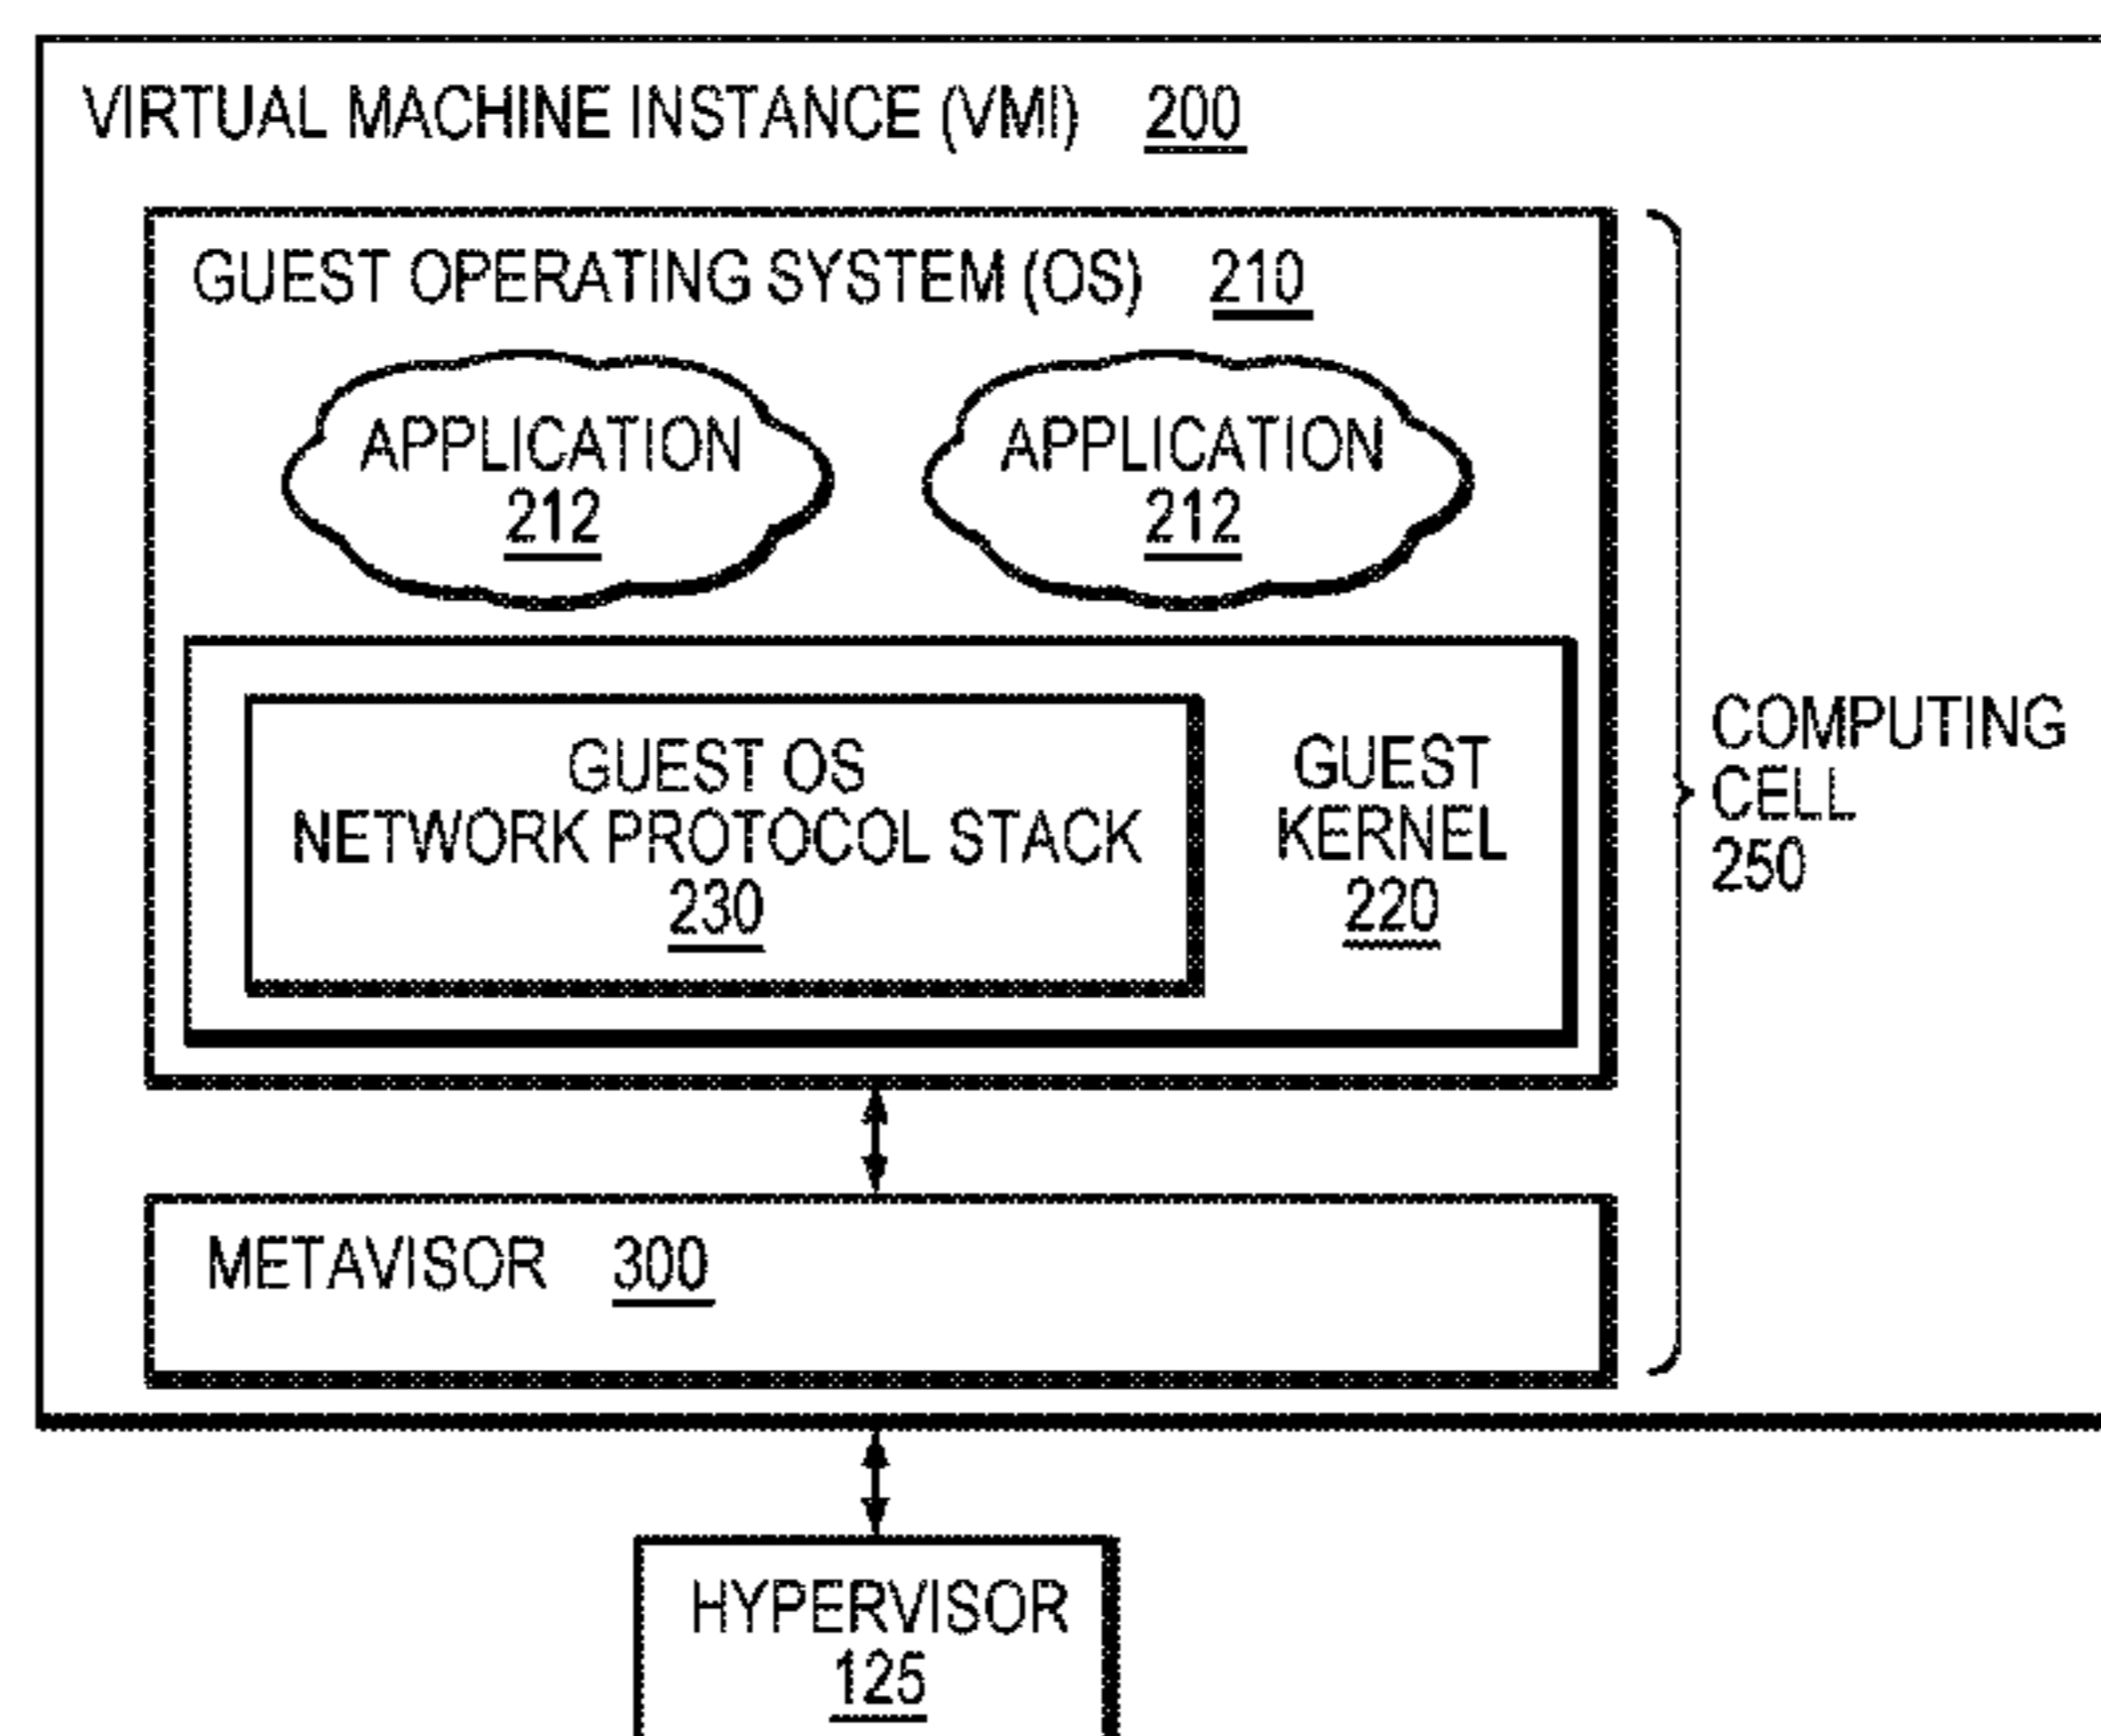 VIRTUAL MACHINE INSTANCE (VMI) 200
GUEST OPERATING SYSTEM (OS) 210
APPLICATION
212
APPLICATION
212
GUEST OS
NETWORK PROTOCOL STACK
230
GUEST
KERNEL
220
COMPUTING
CELL
250
METAVISOR 300
HYPERVISOR
125